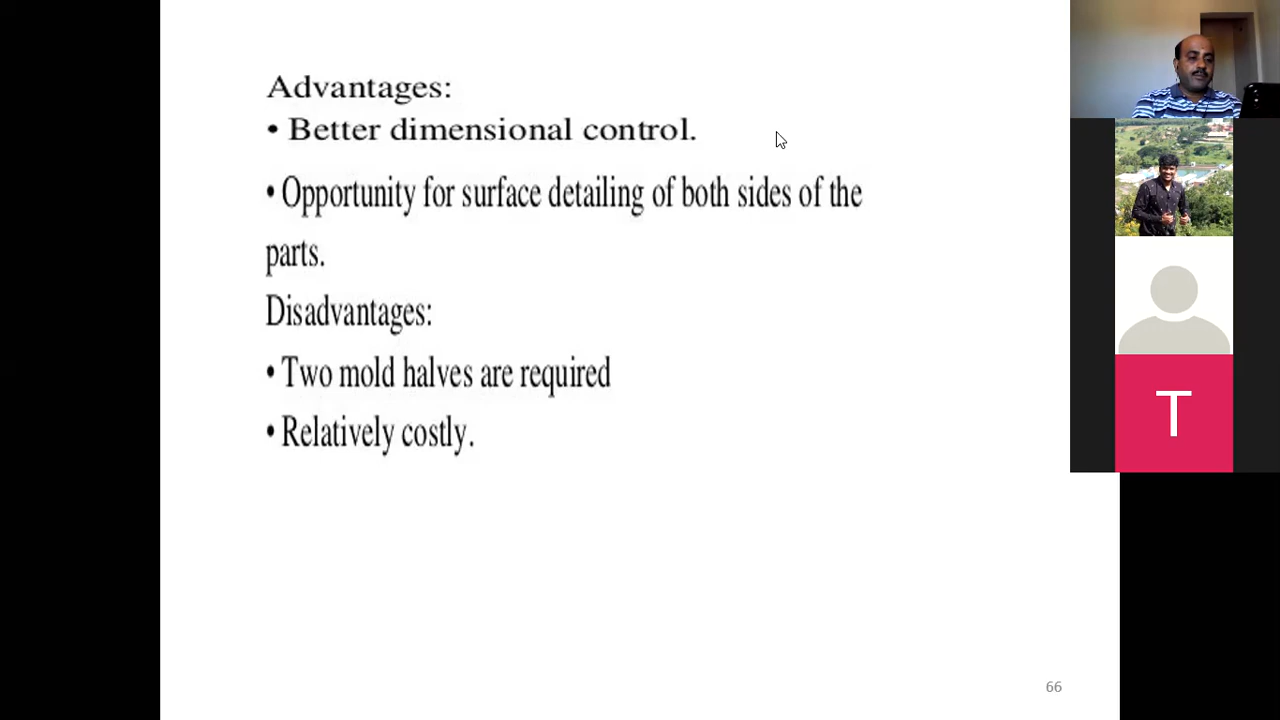 Advantages:
• Better dimensional control.
• Opportunity for surface detailing of both sides of the
parts.
Disadvantages:
• Two mold halves are required
• Relatively costly.
T
66